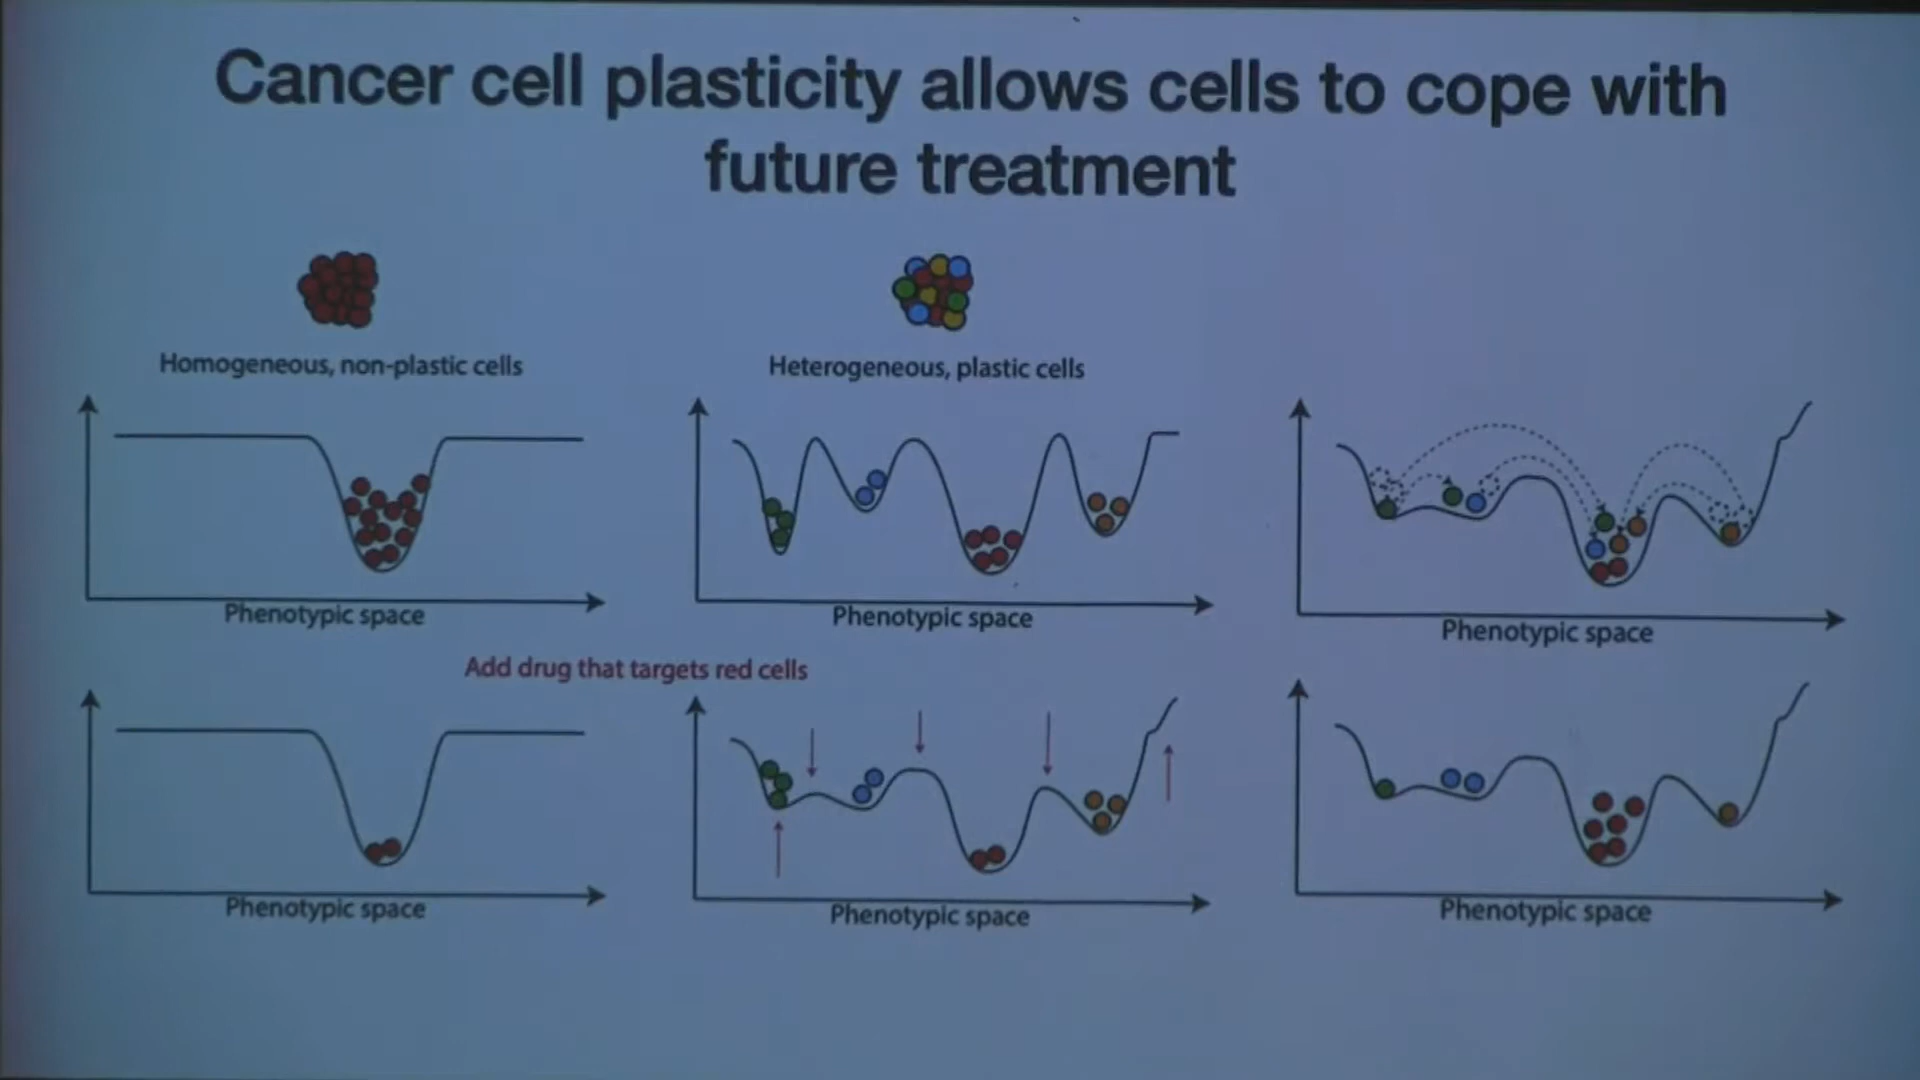 Cancer cell plasticity allows cells to cope with
future treatment
Homogeneous, non-plastic cells
Heterogeneous, plastic cells
Phenotypic space
Phenotypic space
Phenotypic space
Add drug that targets red cells
Phenotypic space
Phenotypic space
Phenotypic space